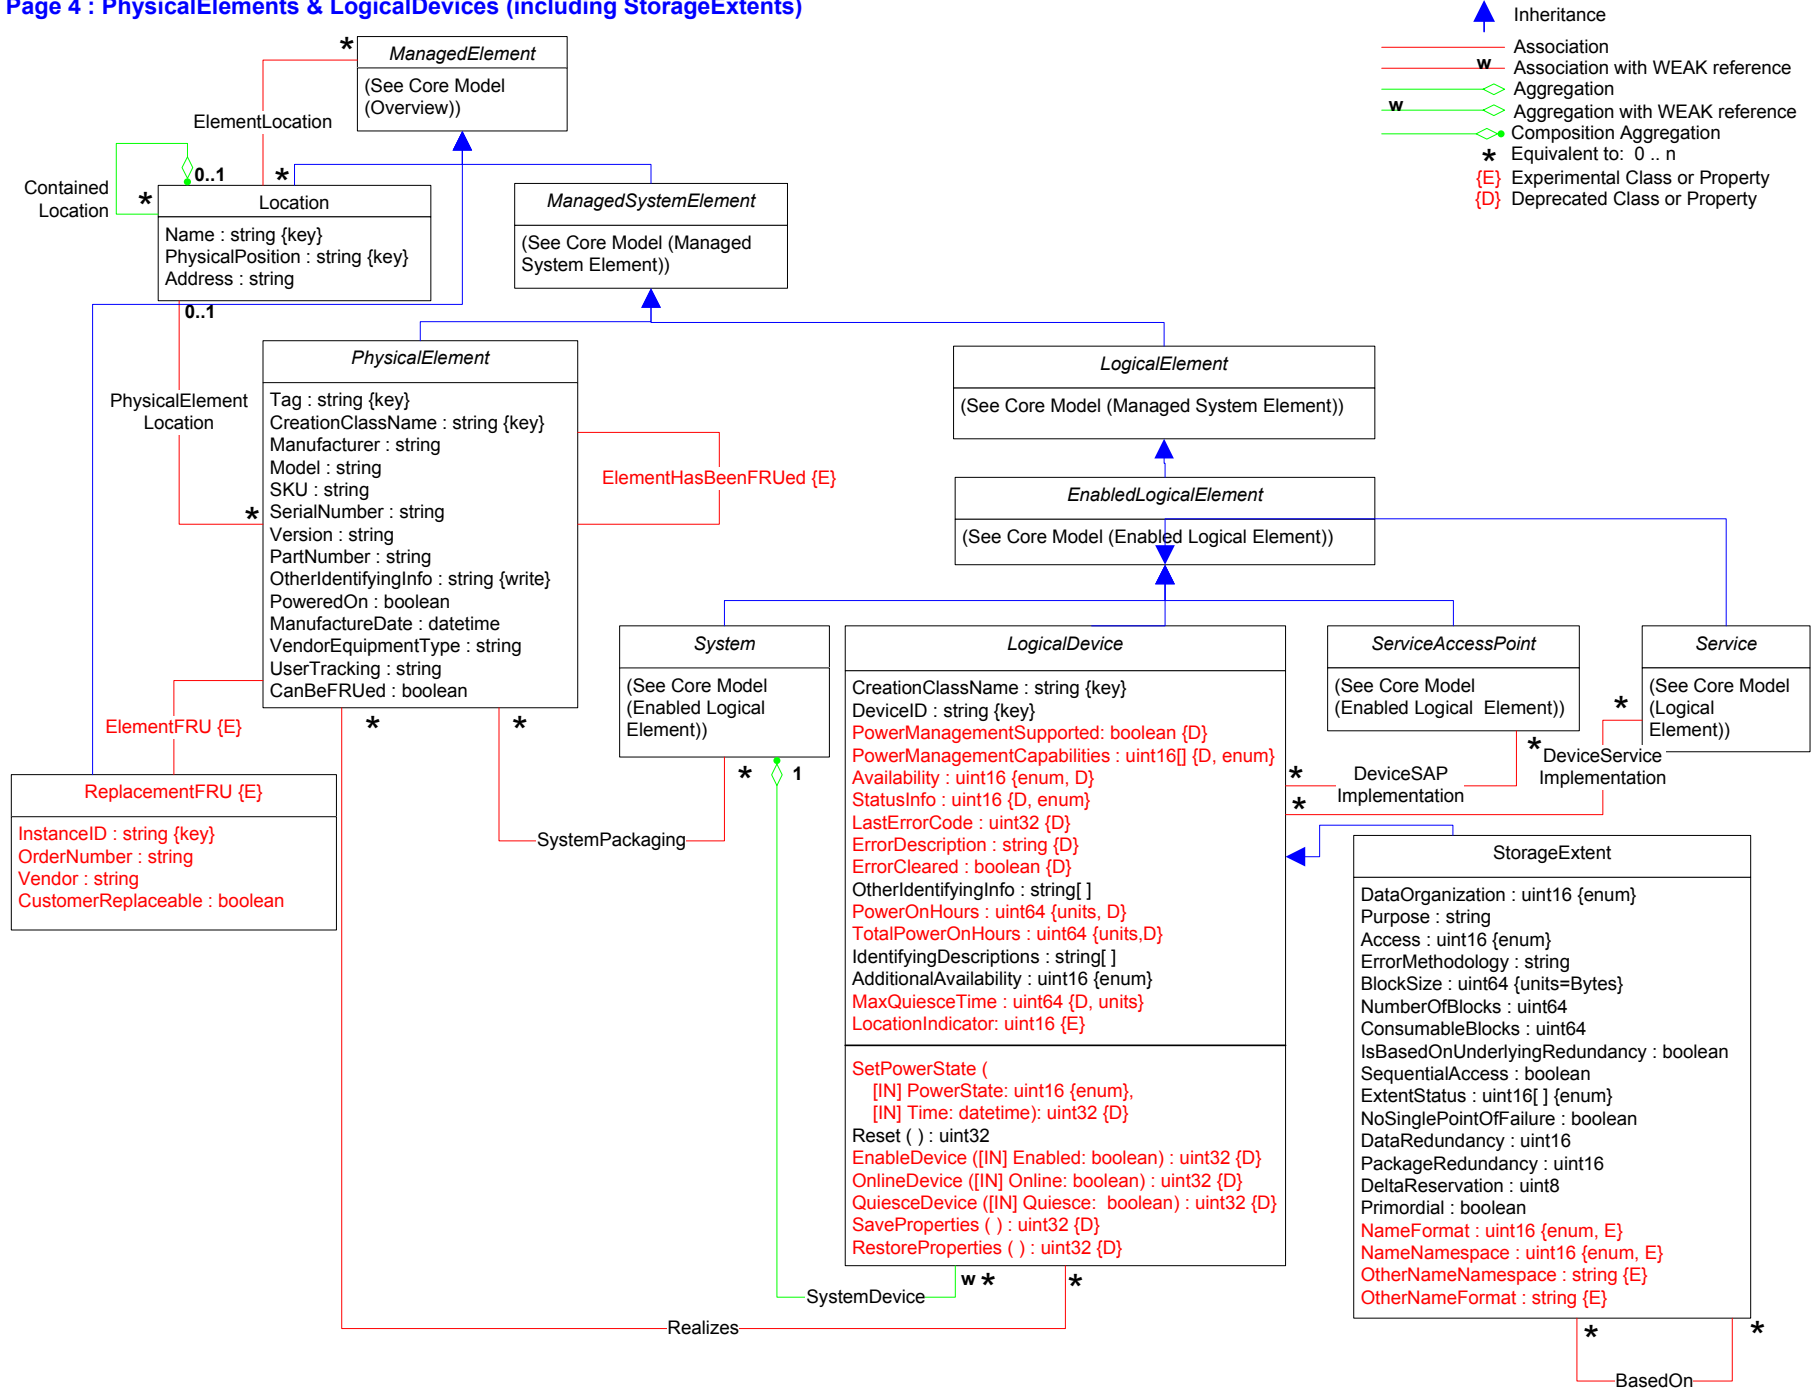 Page 4 : PhysicalElements & LogicalDevices (including StorageExtents)
Inheritance
Association
w
Association with WEAK reference
Aggregation
w
Aggregation with WEAK reference
Composition Aggregation
* Equivalent to: 0 .. n
{E} Experimental Class or Property
{D} Deprecated Class or Property
*
ManagedElement
(See Core Model
(Overview))
ElementLocation
Contained
Location
0..1
*
*
Location
Name : string {key}
PhysicalPosition : string {key}
Address : string
0..1
ManagedSystemElement
(See Core Model (Managed
System Element))
PhysicalElement
Location
*
PhysicalElement
Tag : string {key}
CreationClassName : string {key}
Manufacturer : string
Model : string
SKU : string
SerialNumber : string
Version : string
PartNumber : string
OtherIdentifyingInfo : string {write}
PoweredOn : boolean
ManufactureDate : datetime
VendorEquipmentType : string
UserTracking : string
CanBeFRUed : boolean
ElementHasBeenFRUed {E}
LogicalElement
(See Core Model (Managed System Element))
EnabledLogicalElement
(See Core Model (Enabled Logical Element))
ElementFRU {E}
*
*
ReplacementFRU {E}
InstanceID : string {key}
OrderNumber : string
Vendor : string
CustomerReplaceable : boolean
System
(See Core Model
(Enabled Logical
Element))
*
1
SystemPackaging
LogicalDevice
CreationClassName : string {key}
DeviceID : string {key}
PowerManagementSupported: boolean {D}
PowerManagementCapabilities : uint16[] {D, enum}
Availability : uint16 {enum, D}
StatusInfo : uint16 {D, enum}
LastErrorCode : uint32 {D}
ErrorDescription : string {D}
ErrorCleared : boolean {D}
OtherIdentifyingInfo : string[ ]
PowerOnHours : uint64 {units, D}
TotalPowerOnHours : uint64 {units,D}
IdentifyingDescriptions : string[ ]
AdditionalAvailability : uint16 {enum}
MaxQuiesceTime : uint64 {D, units}
LocationIndicator: uint16 {E}
SetPowerState (
[IN] PowerState: uint16 {enum},
[IN] Time: datetime): uint32 {D}
Reset ( ) : uint32
EnableDevice ([IN] Enabled: boolean) : uint32 {D}
OnlineDevice ([IN] Online: boolean) : uint32 {D}
QuiesceDevice ([IN] Quiesce: boolean) : uint32 {D}
SaveProperties ( ) : uint32 {D}
RestoreProperties ( ) : uint32 {D}
w *
*
SystemDevice
Realizes
ServiceAccessPoint
(See Core Model
(Enabled Logical Element))
*
Service
(See Core Model
(Logical
Element))
*
DeviceService
Implementation
*
DeviceSAP
Implementation
*
StorageExtent
DataOrganization : uint16 {enum}
Purpose : string
Access : uint16 {enum}
ErrorMethodology : string
BlockSize : uint64 {units=Bytes}
NumberOfBlocks : uint64
ConsumableBlocks : uint64
IsBasedOnUnderlyingRedundancy : boolean
SequentialAccess : boolean
ExtentStatus : uint16[ ] {enum}
NoSinglePointOfFailure : boolean
DataRedundancy : uint16
PackageRedundancy : uint16
DeltaReservation : uint8
Primordial : boolean
NameFormat : uint16 {enum, E}
NameNamespace : uint16 {enum, E}
OtherNameNamespace : string {E}
OtherNameFormat : string {E}
*
*
BasedOn